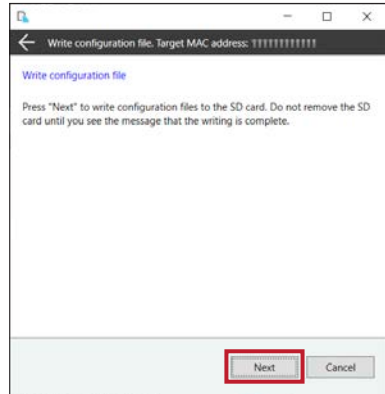 Write configuration file. Target MAC address: 111111111111
Write configuration file
Press "Next" to write configuration files to the SD card. Do not remove the SD
card until you see the message that the writing is complete.
Next
Cancel